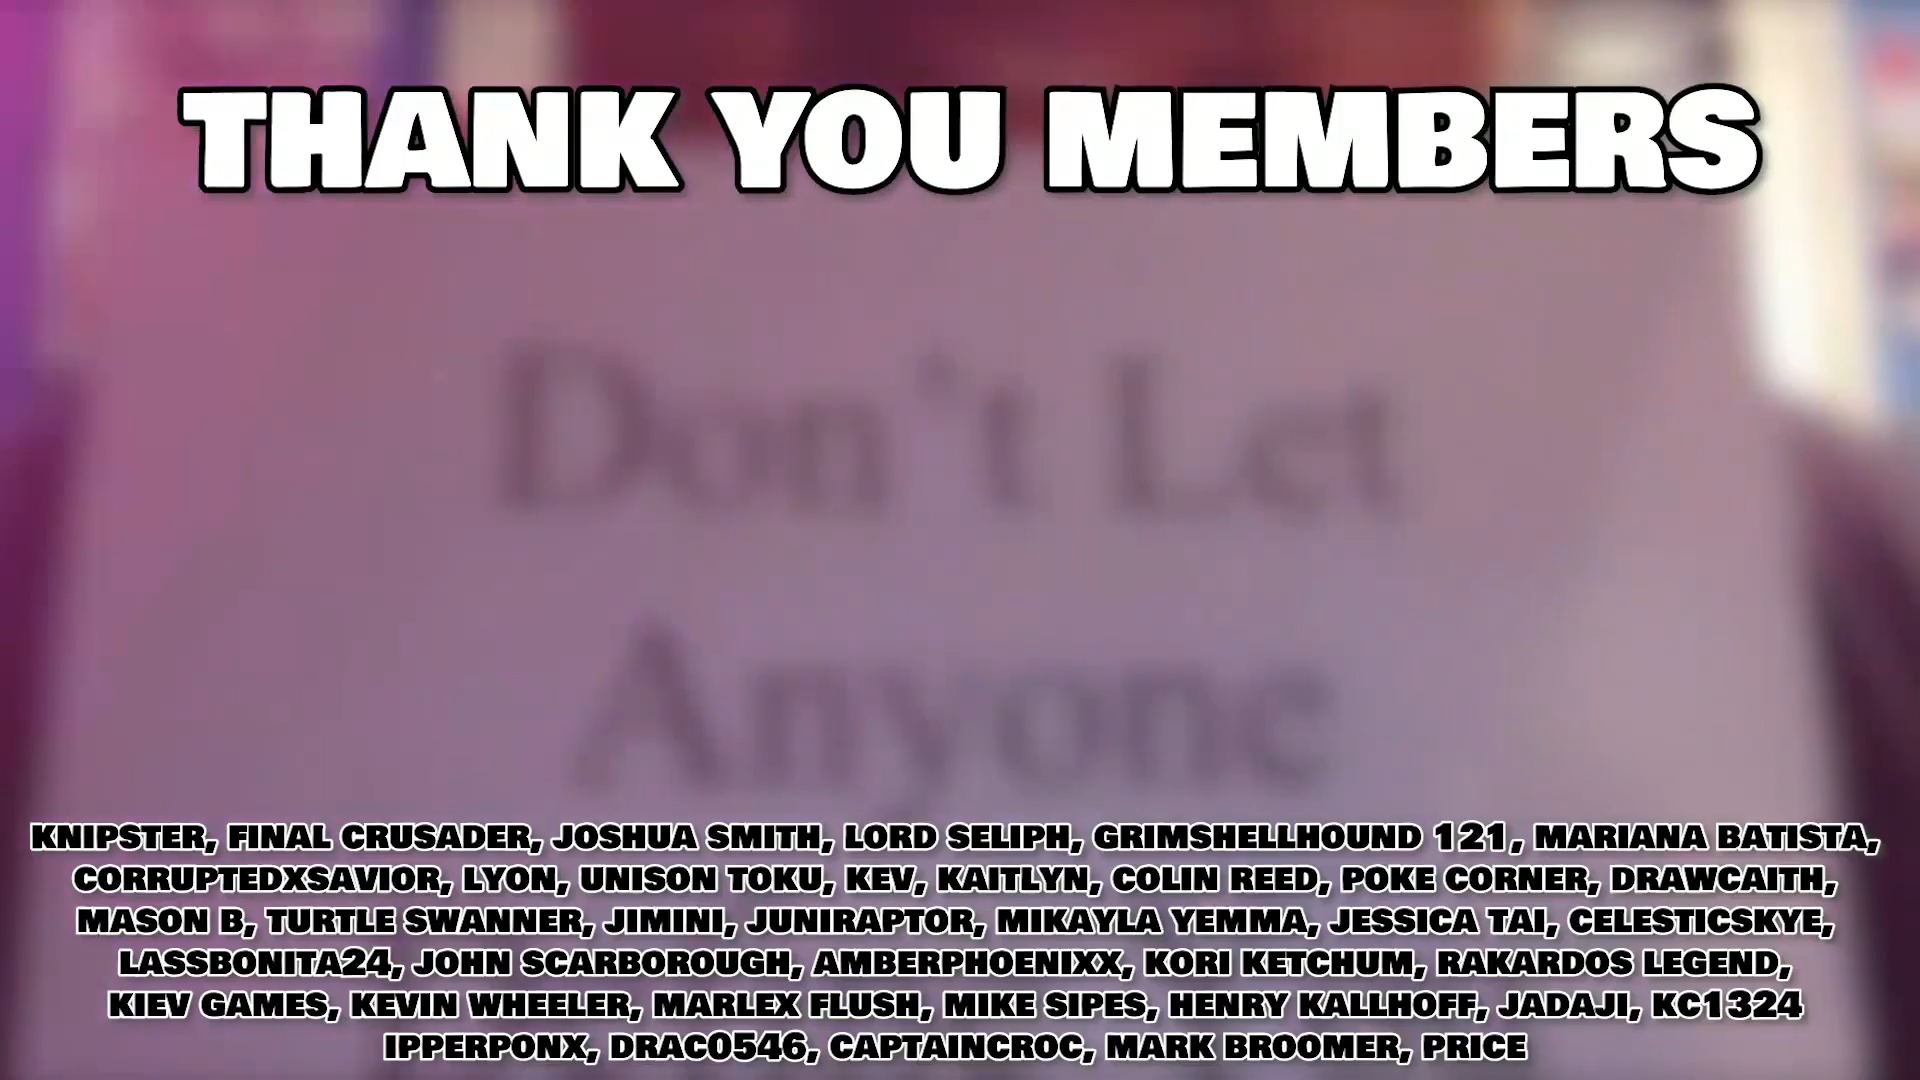 THANK YOU MEMBERS
Don't Let
Anyone
KNIPSTER, FINAL CRUSADER, JOSHUA SMITH, LORD SELIPH, GRIMSHELLHOUND 121, MARIANA BATISTA,
CORRUPTEDXSAVIOR, LYON, UNISON TOKU, KEV, KAITLYN, COLIN REED, POKE CORNER, DRAWCAITH,
MASON B, TURTLE SWANNER, JIMINI, JUNIRAPTOR, MIKAYLA YEMMA, JESSICA TAI, CELESTICSKYE,
LASSBONITA24, JOHN SCARBOROUGH, AMBERPHOENIXX, KORI KETCHUM, RAKARDOS LEGEND,
KIEV GAMES, KEVIN WHEELER, MARLEX FLUSH, MIKE SIPES, HENRY KALLHOFF, JADAJI, KC1324
IPPERPONX, DRAC0546, CAPTAINCROC, MARK BROOMER, PRICE